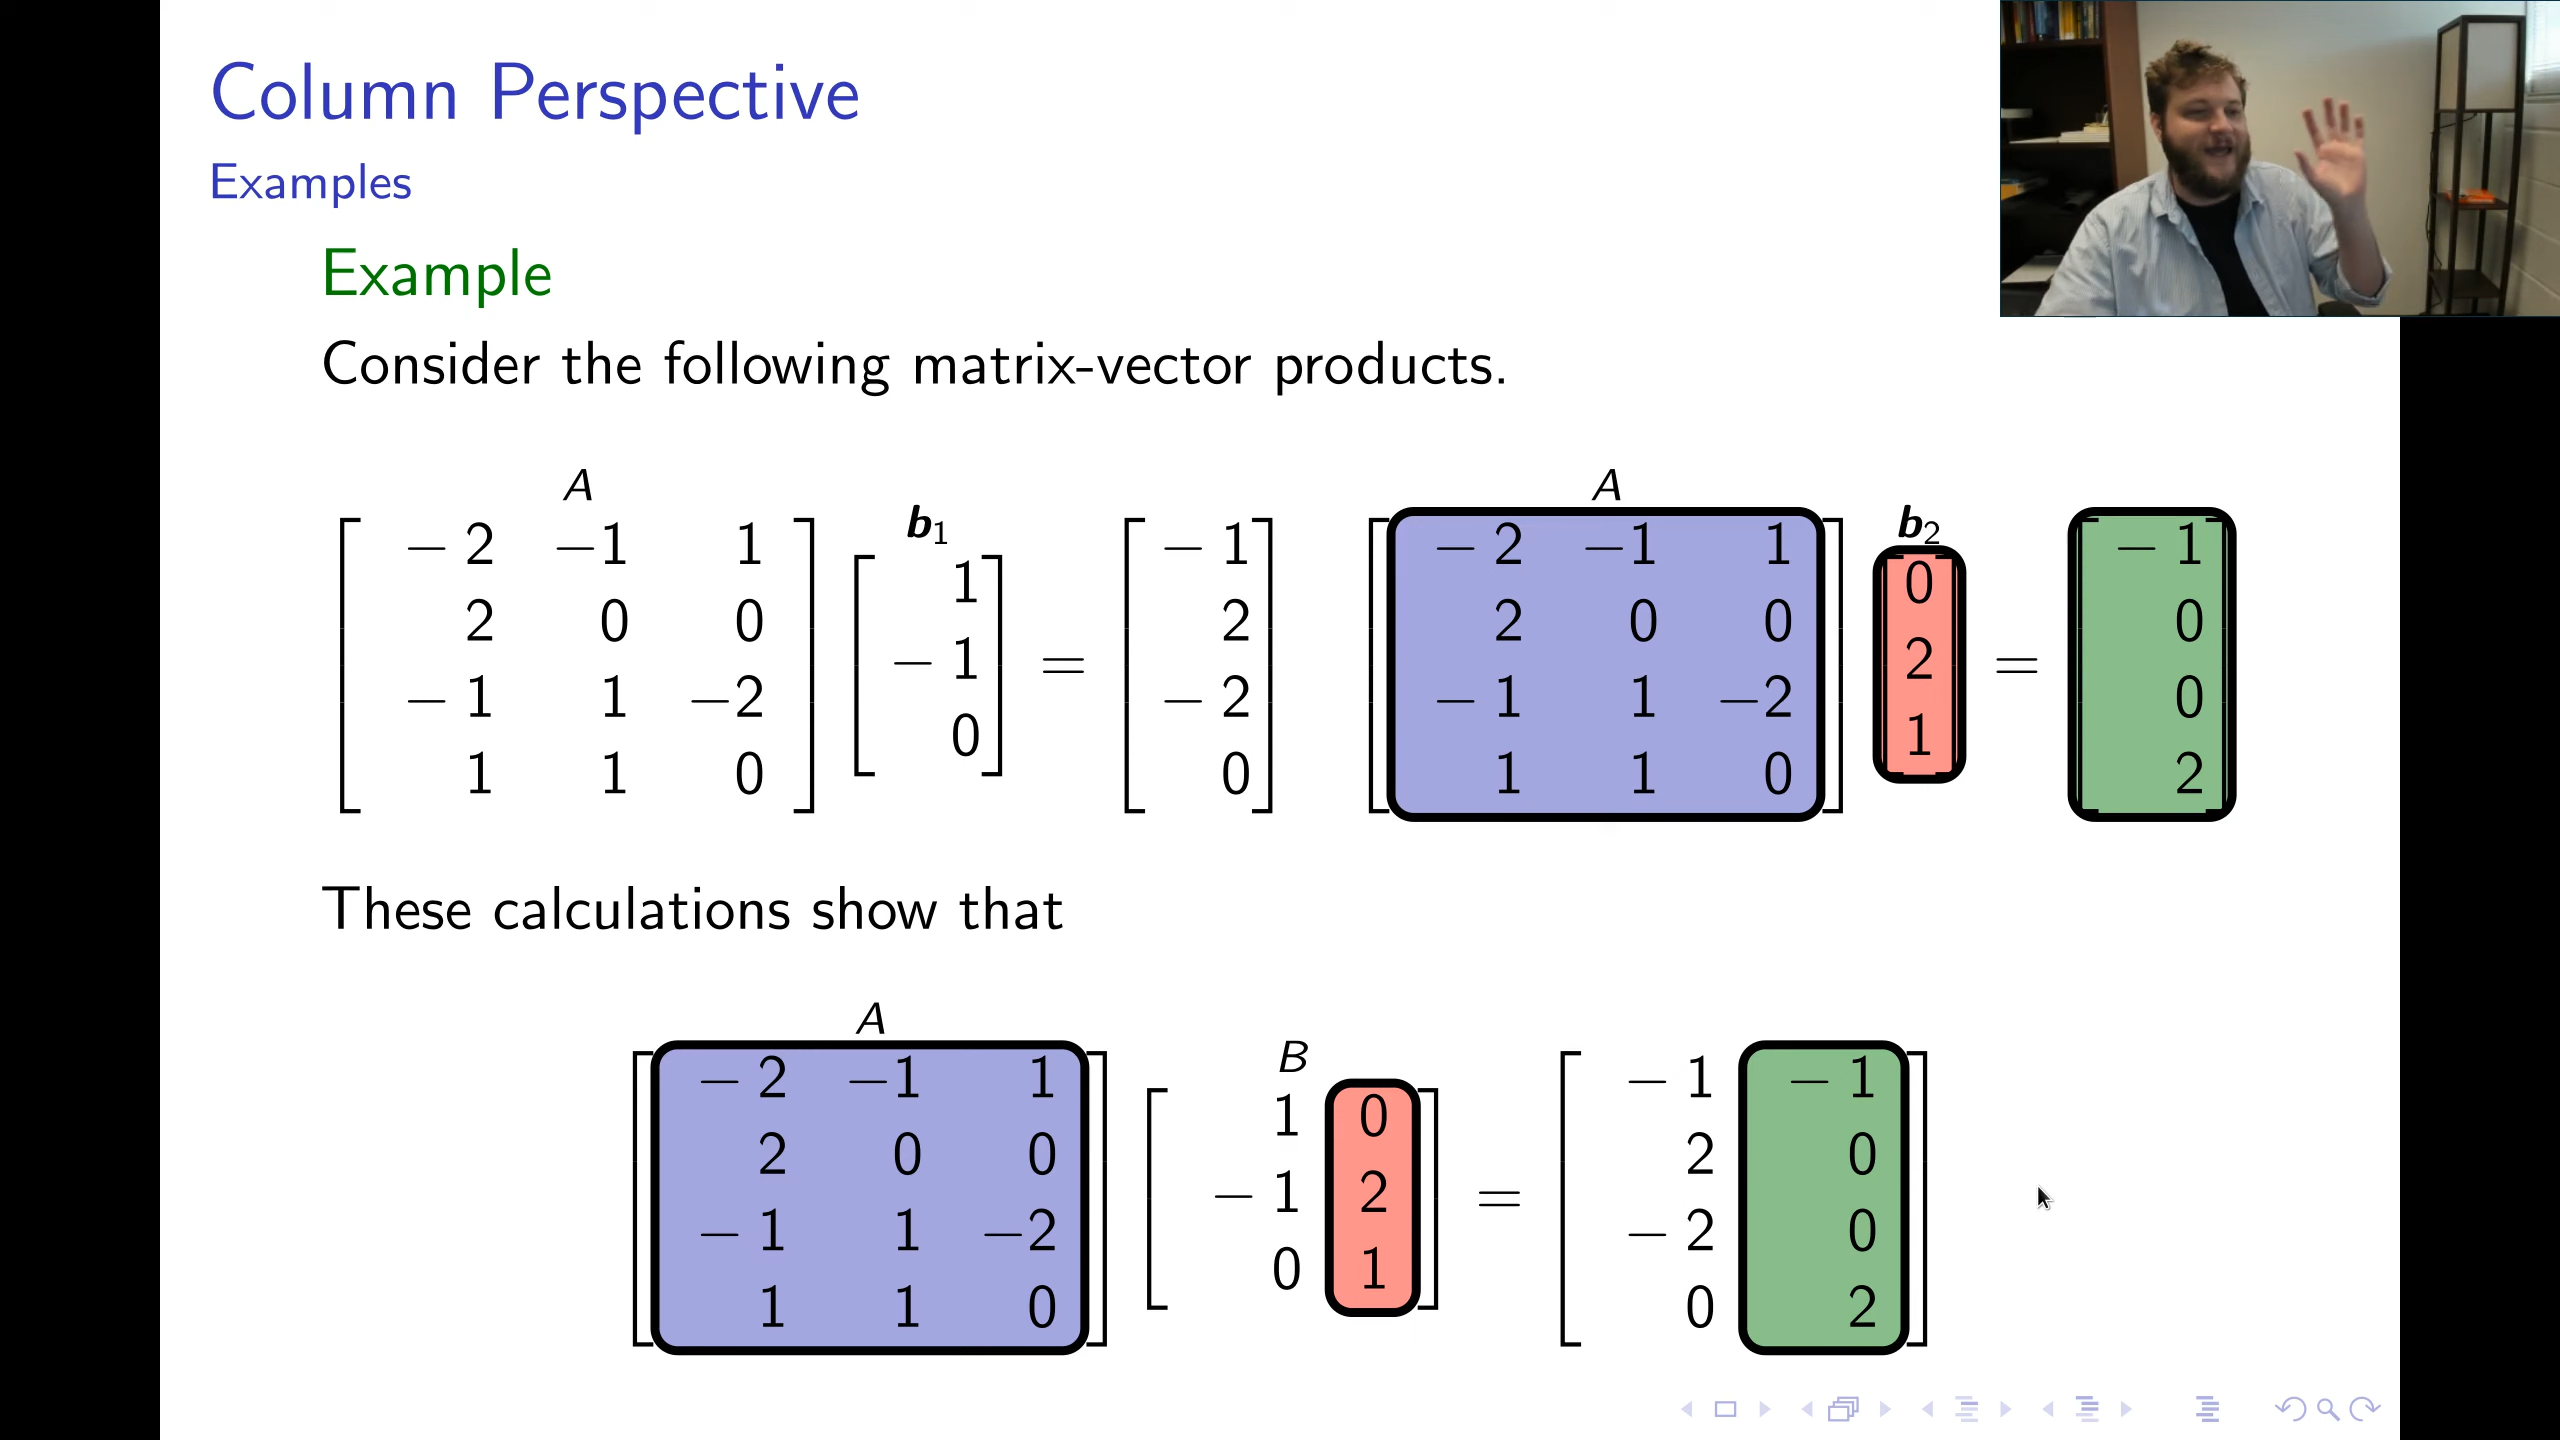 Column Perspective
Examples
Example
Consider the following matrix-vector products.
A b₁ A b₂
[ −2 −1 1 ] [ 1 ] [ −1 ] [ −2 −1 1 ] [ 0 ] [ −1 ]
[ 2 0 0 ] [ −1 ] = [ 2 ] [ 2 0 0 ] [ 2 ] = [ 0 ]
[ −1 1 −2 ] [ 0 ] [ −2 ] [ −1 1 −2 ] [ 1 ] [ 0 ]
[ 1 1 0 ] [ 0 ] [ 1 1 0 ] [ 2 ]
These calculations show that
A B
[ −2 −1 1 ] [ 1 0 ] [ −1 −1 ]
[ 2 0 0 ] [ −1 2 ] = [ 2 0 ]
[ −1 1 −2 ] [ 0 1 ] [ −2 0 ]
[ 1 1 0 ] [ 0 2 ]